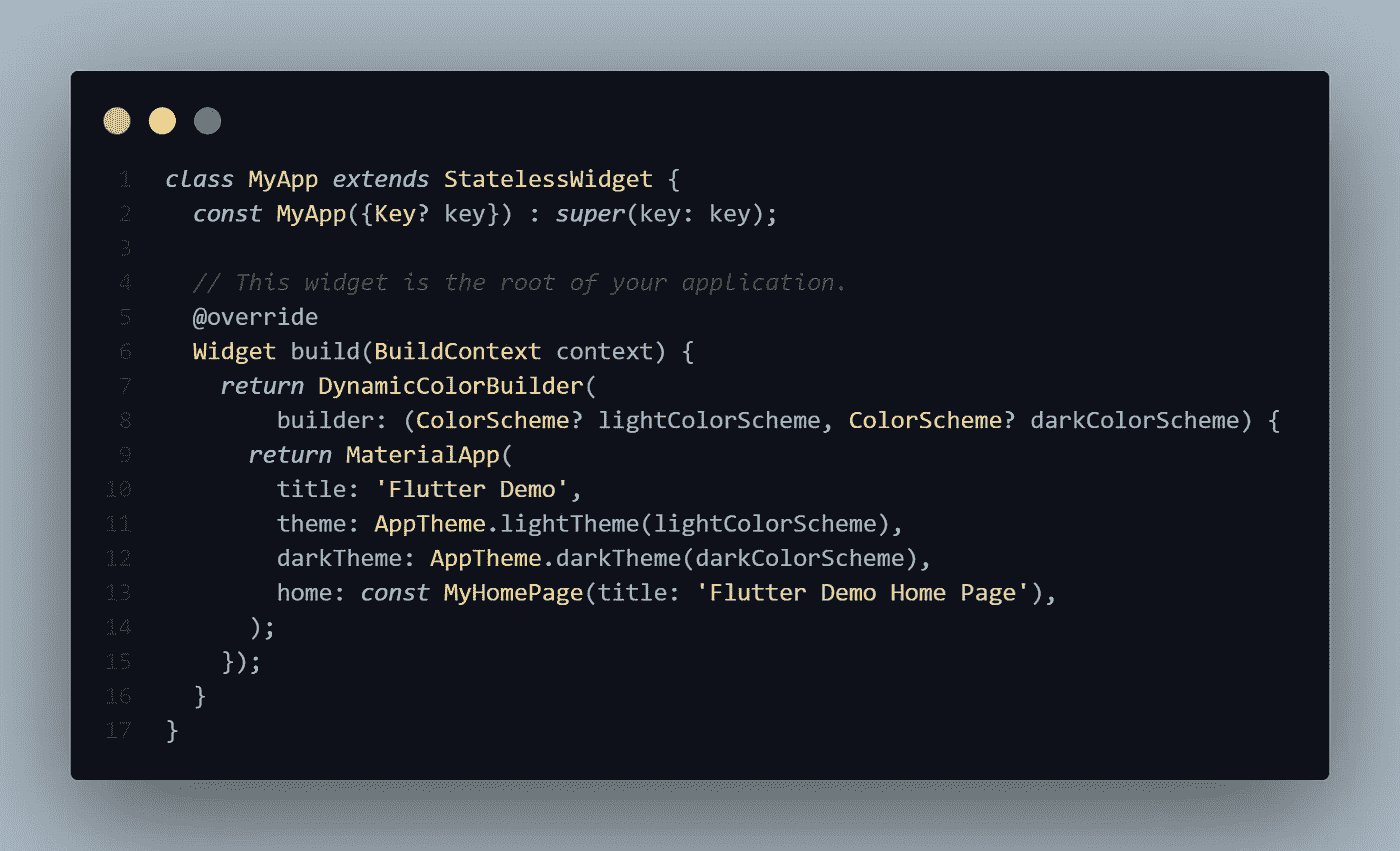 1 class MyApp extends StatelessWidget {
2   const MyApp({Key? key}) : super(key: key);
3
4   // This widget is the root of your application.
5   @override
6   Widget build(BuildContext context) {
7     return DynamicColorBuilder(
8         builder: (ColorScheme? lightColorScheme, ColorScheme? darkColorScheme) {
9       return MaterialApp(
10         title: 'Flutter Demo',
11         theme: AppTheme.lightTheme(lightColorScheme),
12         darkTheme: AppTheme.darkTheme(darkColorScheme),
13         home: const MyHomePage(title: 'Flutter Demo Home Page'),
14       );
15     });
16   }
17 }